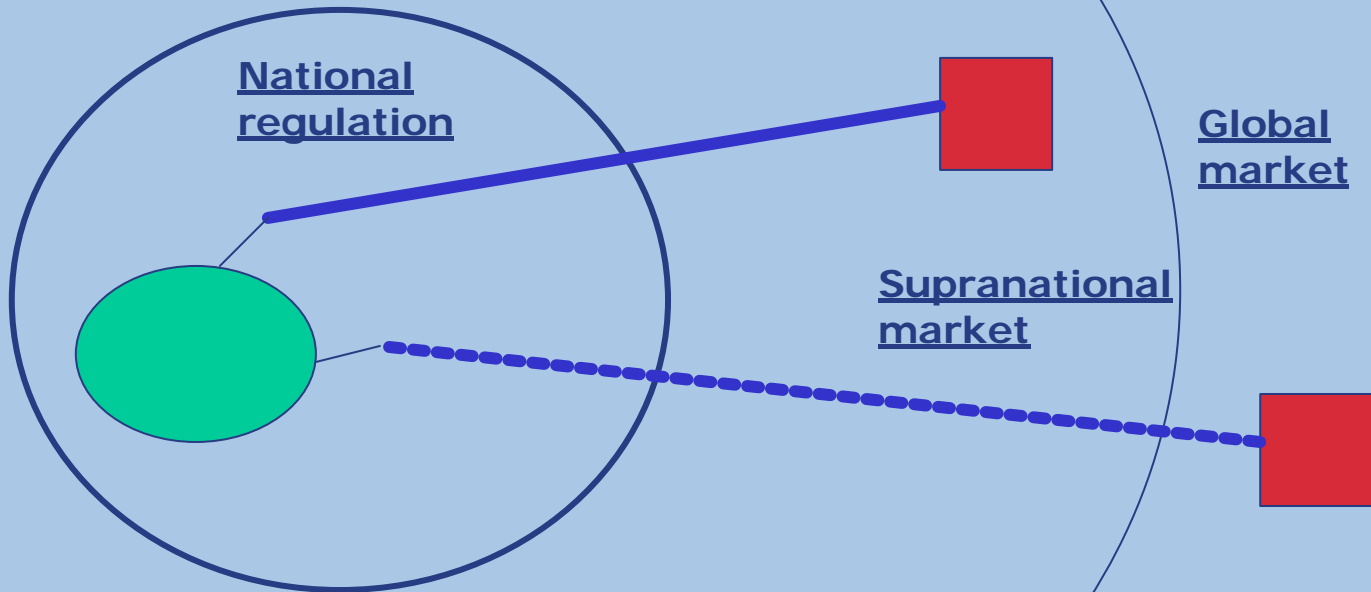 National
regulation
Global
market
Supranational
market